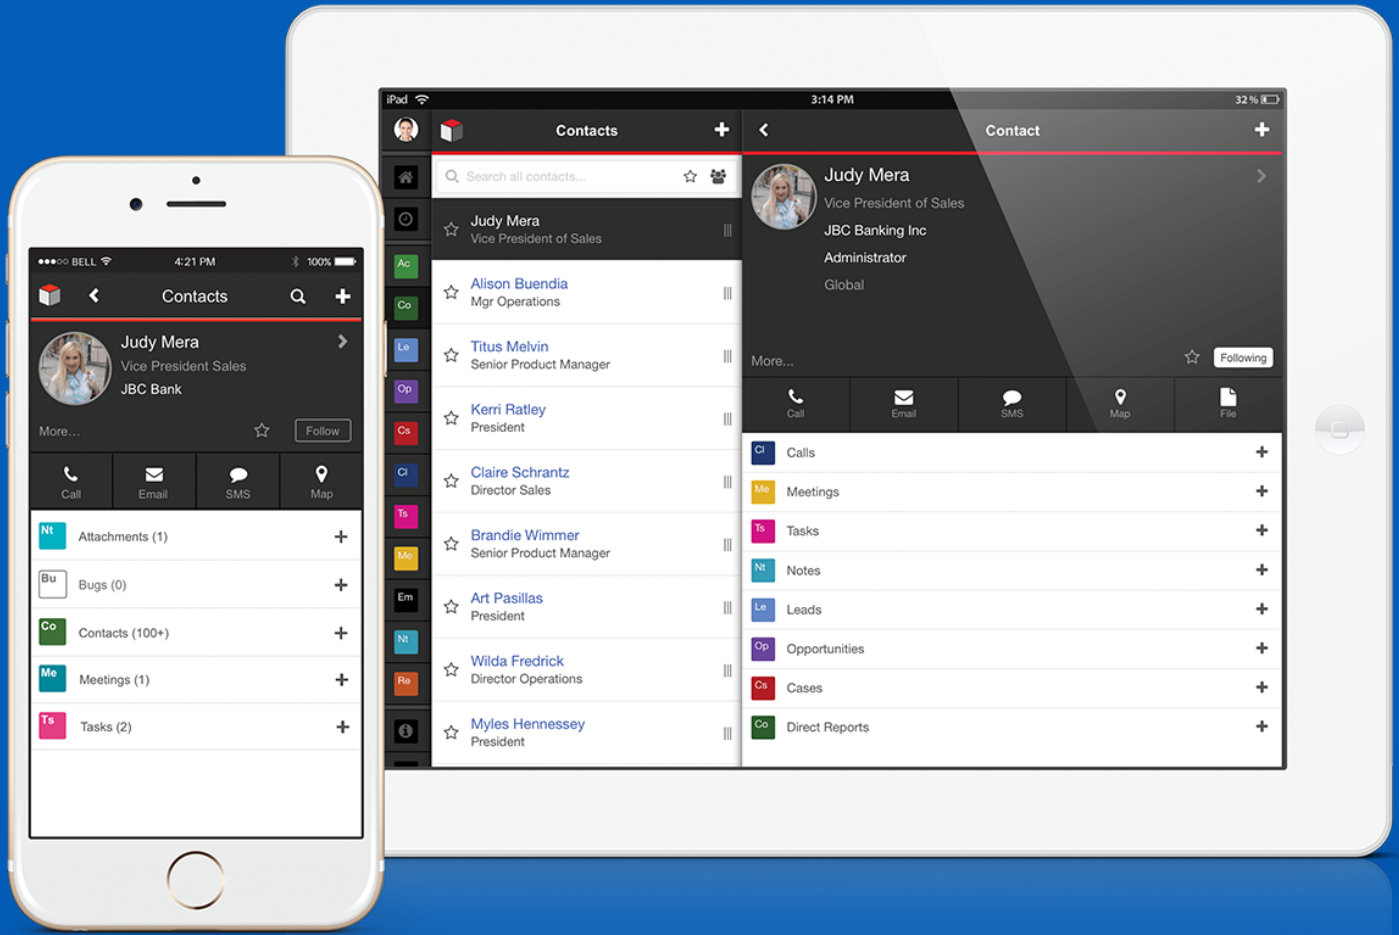 ●●●○○ BELL 4:21 PM 100%
Contacts
Judy Mera
Vice President Sales
JBC Bank
More...
Follow
Call Email SMS Map
Nt Attachments (1)
Bu Bugs (0)
Co Contacts (100+)
Me Meetings (1)
Ts Tasks (2)
iPad 3:14 PM 32%
Contacts
Search all contacts...
Ac
Co
Le
Op
Cs
Cl
Ts
Me
Em
Nt
Re
Judy Mera
Vice President of Sales
Alison Buendia
Mgr Operations
Titus Melvin
Senior Product Manager
Kerri Ratley
President
Claire Schrantz
Director Sales
Brandie Wimmer
Senior Product Manager
Art Pasillas
President
Wilda Fredrick
Director Operations
Myles Hennessey
President
Contact
Judy Mera
Vice President of Sales
JBC Banking Inc
Administrator
Global
More...
Following
Call Email SMS Map File
Cl Calls
Me Meetings
Ts Tasks
Nt Notes
Le Leads
Op Opportunities
Cs Cases
Co Direct Reports